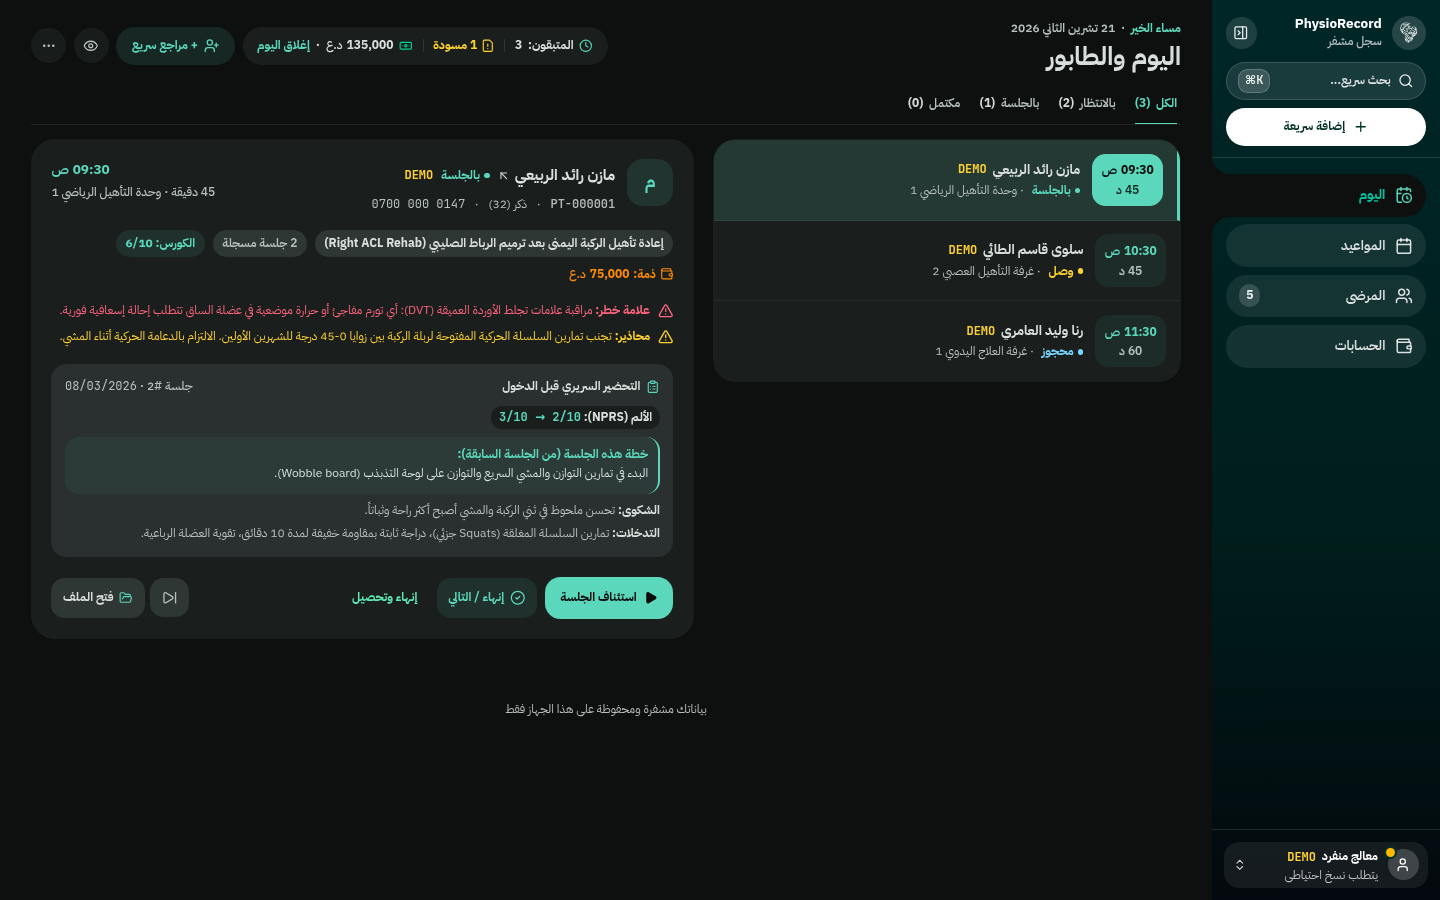 PhysioRecord
سجل مشفر
بحث سريع...
⌘K
إضافة سريعة
اليوم
المواعيد
المرضى
5
الحسابات
معالج منفرد DEMO
يتطلب نسخ احتياطي
مساء الخير · 21 تشرين الثاني 2026
اليوم والطابور
المتبقون: 3
1 مسودة
135,000 د.ع · إغلاق اليوم
+ مراجع سريع
الكل (3)
بالانتظار (2)
بالجلسة (1)
مكتمل (0)
09:30 ص
45 د
مازن رائد الربيعي DEMO
بالجلسة · وحدة التأهيل الرياضي 1
10:30 ص
45 د
سلوى قاسم الطائي DEMO
وصل · غرفة التأهيل العصبي 2
11:30 ص
60 د
رنا وليد العامري DEMO
محجوز · غرفة العلاج اليدوي 1
م
مازن رائد الربيعي
بالجلسة DEMO
PT-000001 · ذكر (32) · 0700 000 0147
09:30 ص
45 دقيقة · وحدة التأهيل الرياضي 1
إعادة تأهيل الركبة اليمنى بعد ترميم الرباط الصليبي (Right ACL Rehab)
2 جلسة مسجلة
الكورس: 6/10
ذمة: 75,000 د.ع
علامة خطر: مراقبة علامات تجلط الأوردة العميقة (DVT): أي تورم مفاجئ أو حرارة موضعية في عضلة الساق تتطلب إحالة إسعافية فورية.
محاذير: تجنب تمارين السلسلة الحركية المفتوحة لربلة الركبة بين زوايا 0-45 درجة للشهرين الأولين. الالتزام بالدعامة الحركية أثناء المشي.
التحضير السريري قبل الدخول
جلسة #2 · 08/03/2026
الألم (NPRS): 3/10 → 2/10
خطة هذه الجلسة (من الجلسة السابقة):
البدء في تمارين التوازن والمشي السريع والتوازن على لوحة التذبذب (Wobble board).
الشكوى: تحسن ملحوظ في ثني الركبة والمشي أصبح أكثر راحة وثباتاً.
التدخلات: تمارين السلسلة المغلقة (Squats جزئي)، دراجة ثابتة بمقاومة خفيفة لمدة 10 دقائق، تقوية العضلة الرباعية.
استئناف الجلسة
إنهاء / التالي
إنهاء وتحصيل
فتح الملف
بياناتك مشفرة ومحفوظة على هذا الجهاز فقط